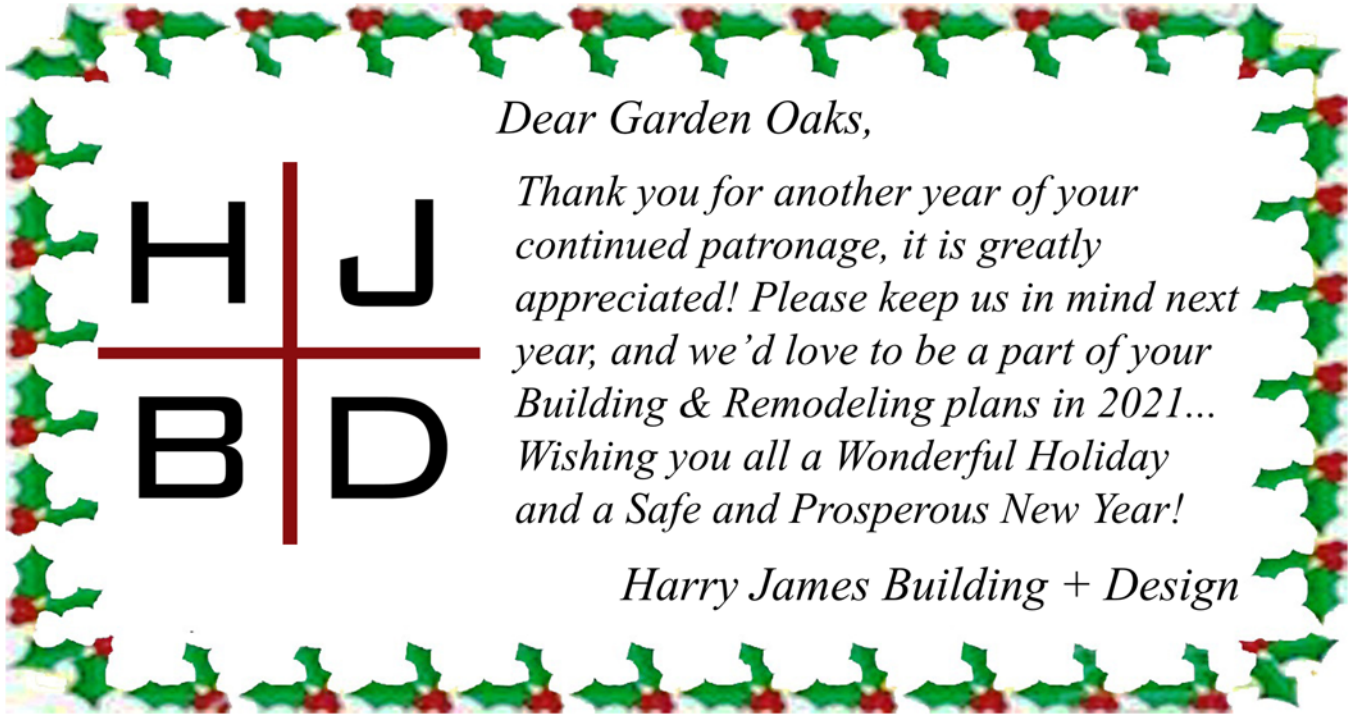 H J
B D
Dear Garden Oaks,
Thank you for another year of your
continued patronage, it is greatly
appreciated! Please keep us in mind next
year, and we’d love to be a part of your
Building & Remodeling plans in 2021...
Wishing you all a Wonderful Holiday
and a Safe and Prosperous New Year!
Harry James Building + Design